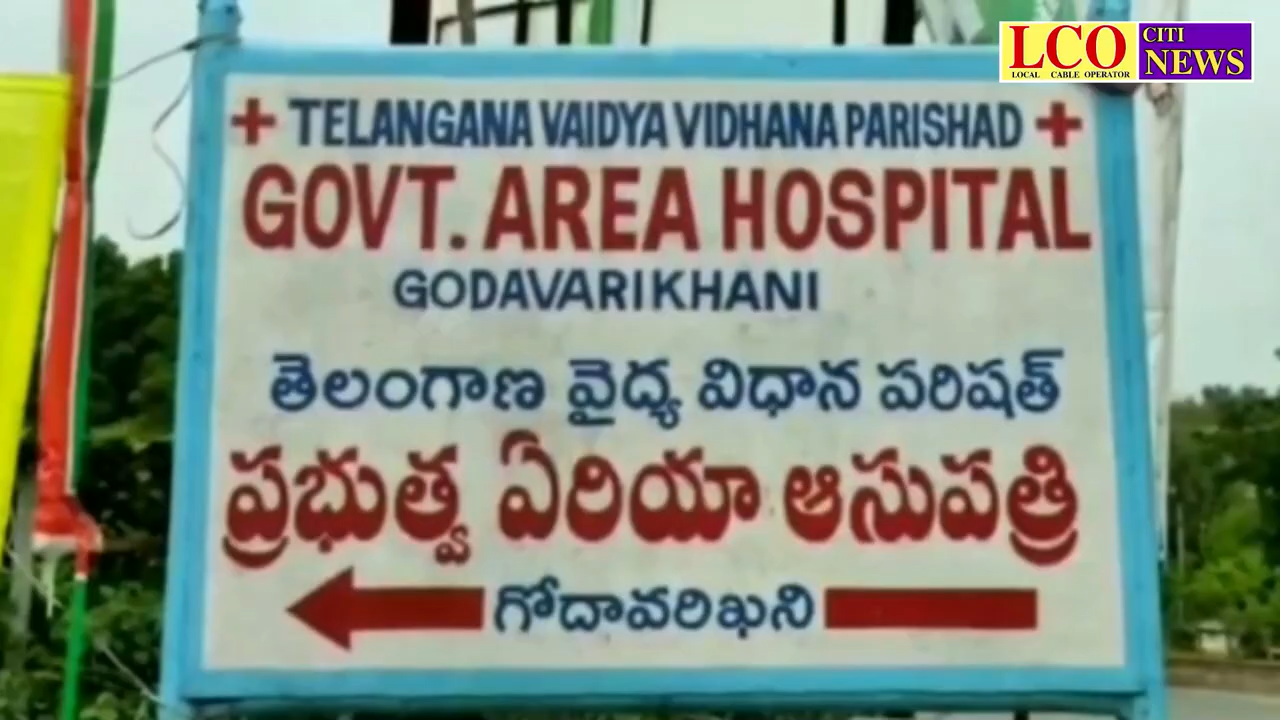 LCO CITI
LOCAL CABLE OPERATOR NEWS
+ TELANGANA VAIDYA VIDHANA PARISHAD +
GOVT. AREA HOSPITAL
GODAVARIKHANI
తెలంగాణ వైద్య విధాన పరిషత్
ప్రభుత్వ ఏరియా ఆసుపత్రి
గోదావరిఖని